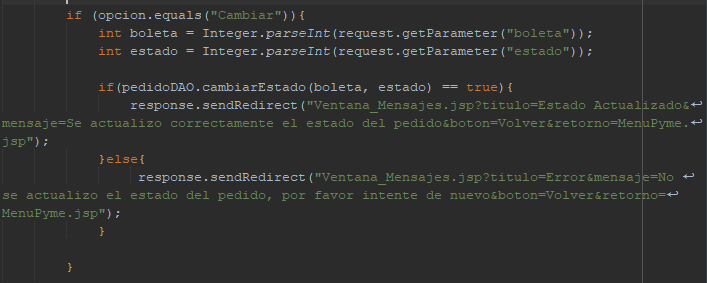 if (opcion.equals("Cambiar")){
int boleta = Integer.parseInt(request.getParameter("boleta"));
int estado = Integer.parseInt(request.getParameter("estado"));
if(pedidoDAO.cambiarEstado(boleta, estado) == true){
response.sendRedirect("Ventana_Mensajes.jsp?titulo=Estado Actualizado&↩
mensaje=Se actualizo correctamente el estado del pedido&boton=Volver&retorno=MenuPyme.↩
jsp");
}else{
response.sendRedirect("Ventana_Mensajes.jsp?titulo=Error&mensaje=No ↩
se actualizo el estado del pedido, por favor intente de nuevo&boton=Volver&retorno=↩
MenuPyme.jsp");
}
}